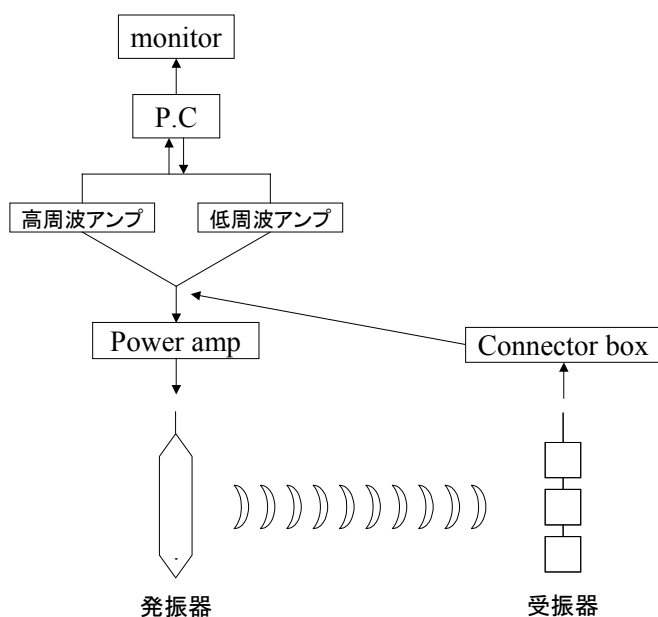 monitor
P.C
高周波アンプ
低周波アンプ
Power amp
Connector box
発振器
受振器